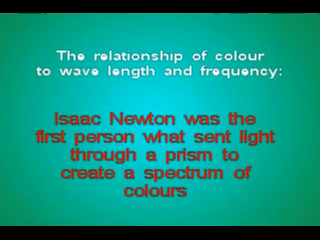 The relationship of colour
to wave length and frequency:
Isaac Newton was the
first person what sent light
through a prism to
create a spectrum of
colours